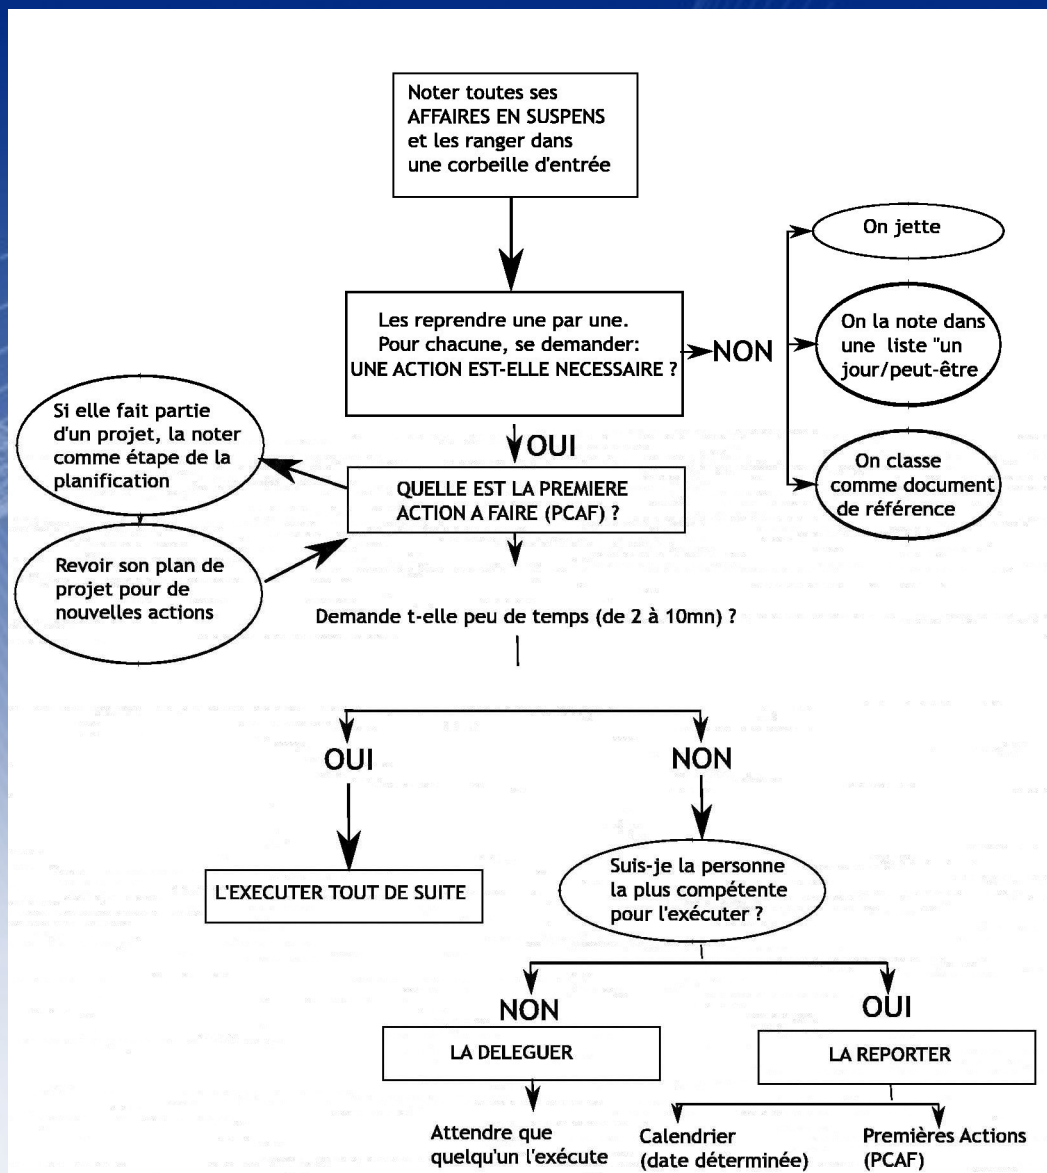 Noter toutes ses
AFFAIRES EN SUSPENS
et les ranger dans
une corbeille d'entrée
On jette
Les reprendre une par une.
Pour chacune, se demander:
UNE ACTION EST-ELLE NECESSAIRE ?
NON
On la note dans
une liste "un
jour/peut-être
On classe
comme document
de référence
OUI
Si elle fait partie
d'un projet, la noter
comme étape de la
planification
QUELLE EST LA PREMIERE
ACTION A FAIRE (PCAF) ?
Revoir son plan de
projet pour de
nouvelles actions
Demande t-elle peu de temps (de 2 à 10mn) ?
OUI
NON
L'EXECUTER TOUT DE SUITE
Suis-je la personne
la plus compétente
pour l'exécuter ?
NON
OUI
LA DELEGUER
LA REPORTER
Attendre que
quelqu'un l'exécute
Calendrier
(date déterminée)
Premières Actions
(PCAF)